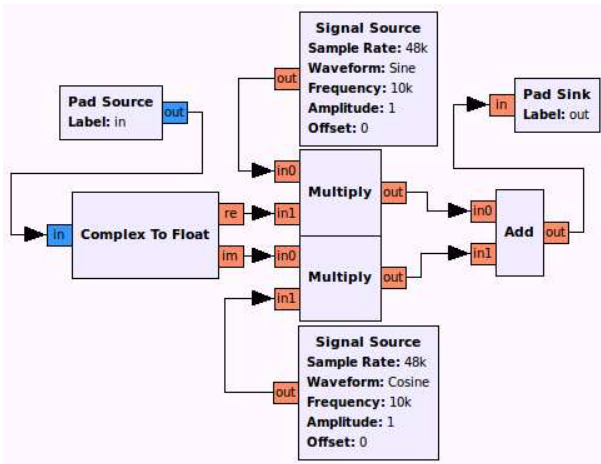 Signal Source
Sample Rate: 48k
Waveform: Sine
Frequency: 10k
Amplitude: 1
Offset: 0
out
Pad Source
Label: in
out
Pad Sink
Label: out
in
Complex To Float
in
re
im
Multiply
in0
in1
out
Multiply
in0
in1
out
Add
in0
in1
out
Signal Source
Sample Rate: 48k
Waveform: Cosine
Frequency: 10k
Amplitude: 1
Offset: 0
out